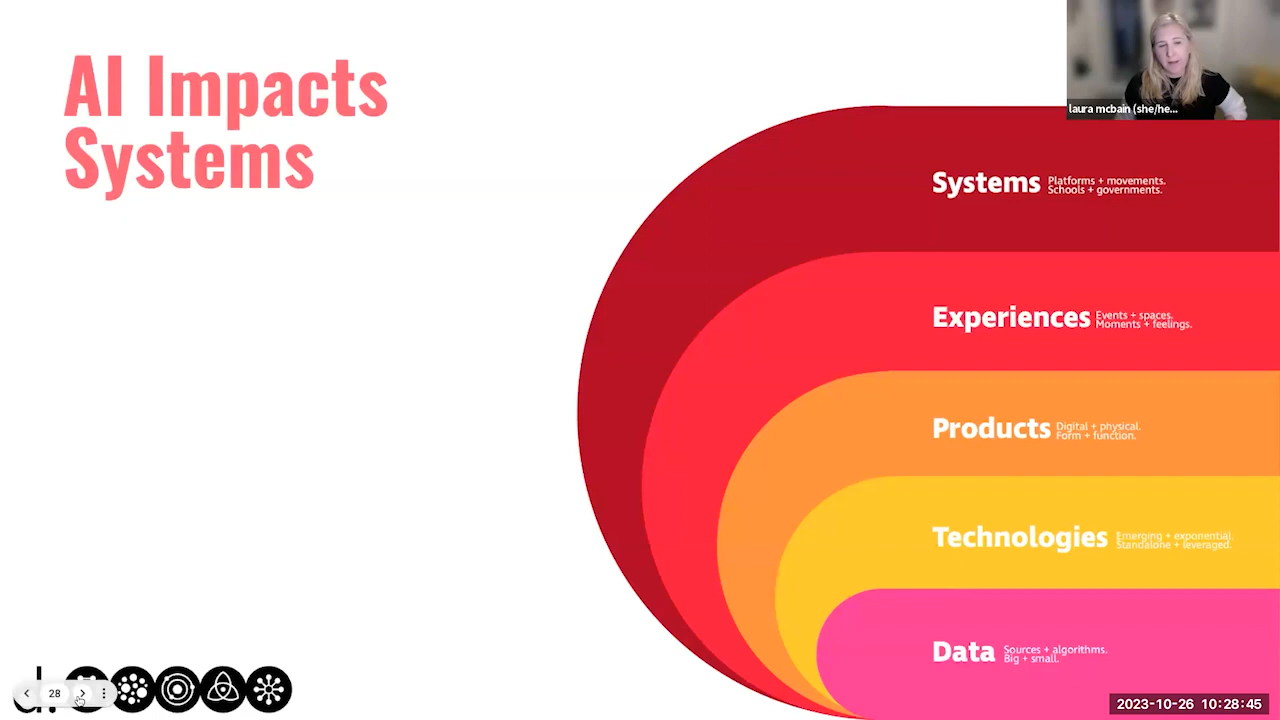 AI Impacts
Systems
laura mcbain (she/he...
Systems
Platforms + movements.
Schools + governments.
Experiences
Events + spaces.
Moments + feelings.
Products
Digital + physical.
Form + function.
Technologies
Emerging + exponential.
Standalone + leveraged.
Data
Sources + algorithms.
Big + small.
d.
28
2023-10-26 10:28:45